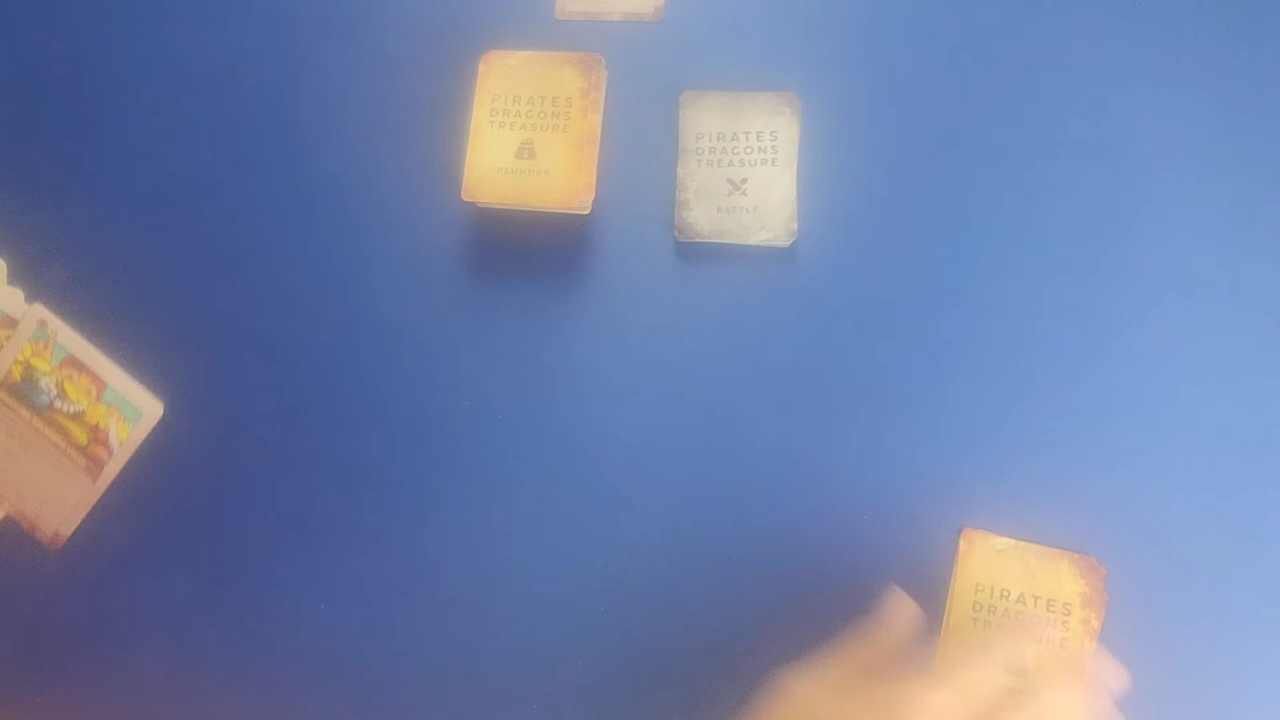 PIRATES
DRAGONS
TREASURE
PLUNDER
PIRATES
DRAGONS
TREASURE
BATTLE
PIRATES
DRAGONS